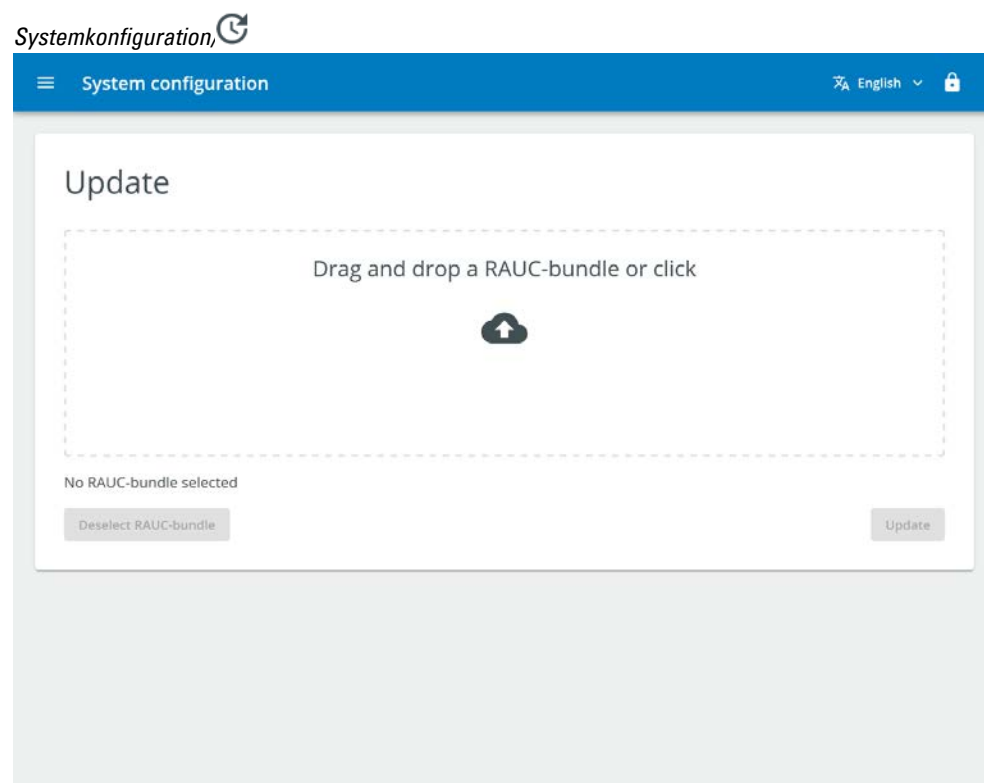 Systemkonfiguration,
System configuration
English
Update
Drag and drop a RAUC-bundle or click
No RAUC-bundle selected
Deselect RAUC-bundle
Update